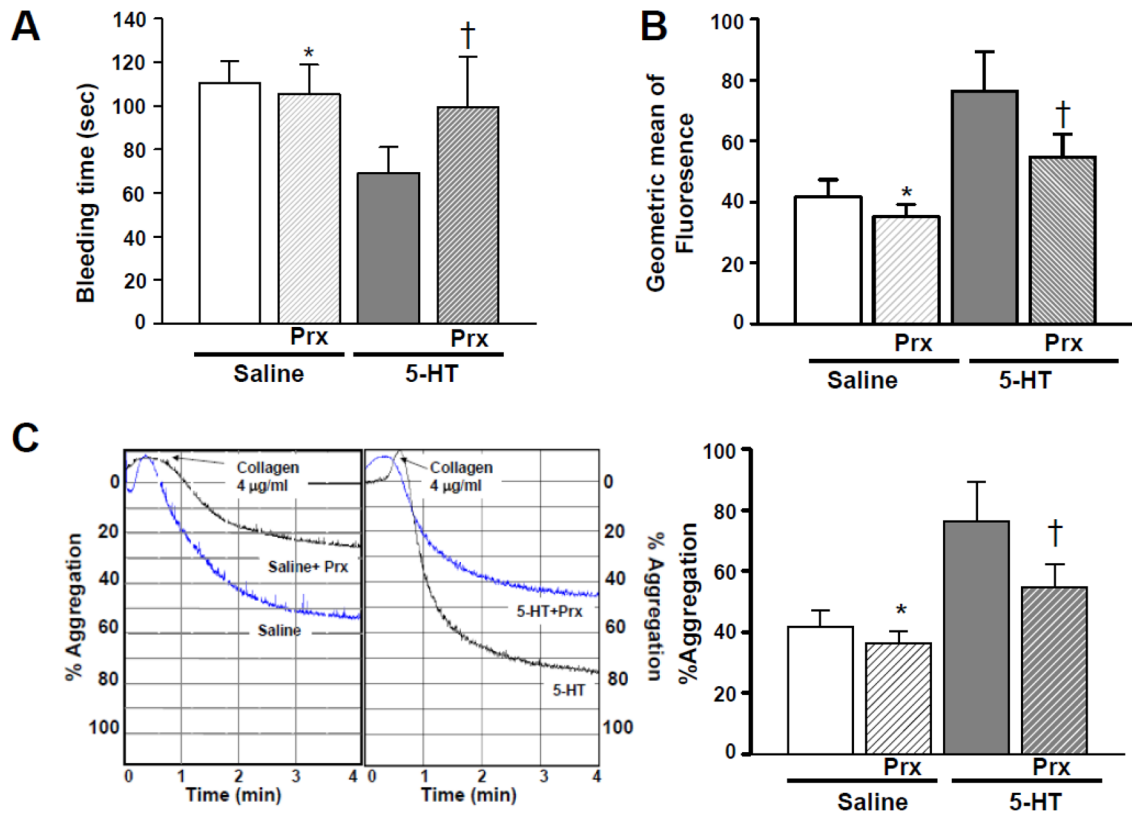 A
Bleeding time (sec)
140
120
100
80
60
40
20
0
*
†
Prx
Prx
Saline
5-HT
B
Geometric mean of
Fluoresence
100
80
60
40
20
0
*
†
Prx
Prx
Saline
5-HT
C
% Aggregation
0
20
40
60
80
100
Collagen
4 μg/ml
Saline+ Prx
Saline
0
1
2
3
4
Time (min)
Collagen
4 μg/ml
5-HT+Prx
5-HT
0
1
2
3
4
Time (min)
0
20
40
60
80
100
% Aggregation
%Aggregation
100
80
60
40
20
0
*
†
Prx
Prx
Saline
5-HT